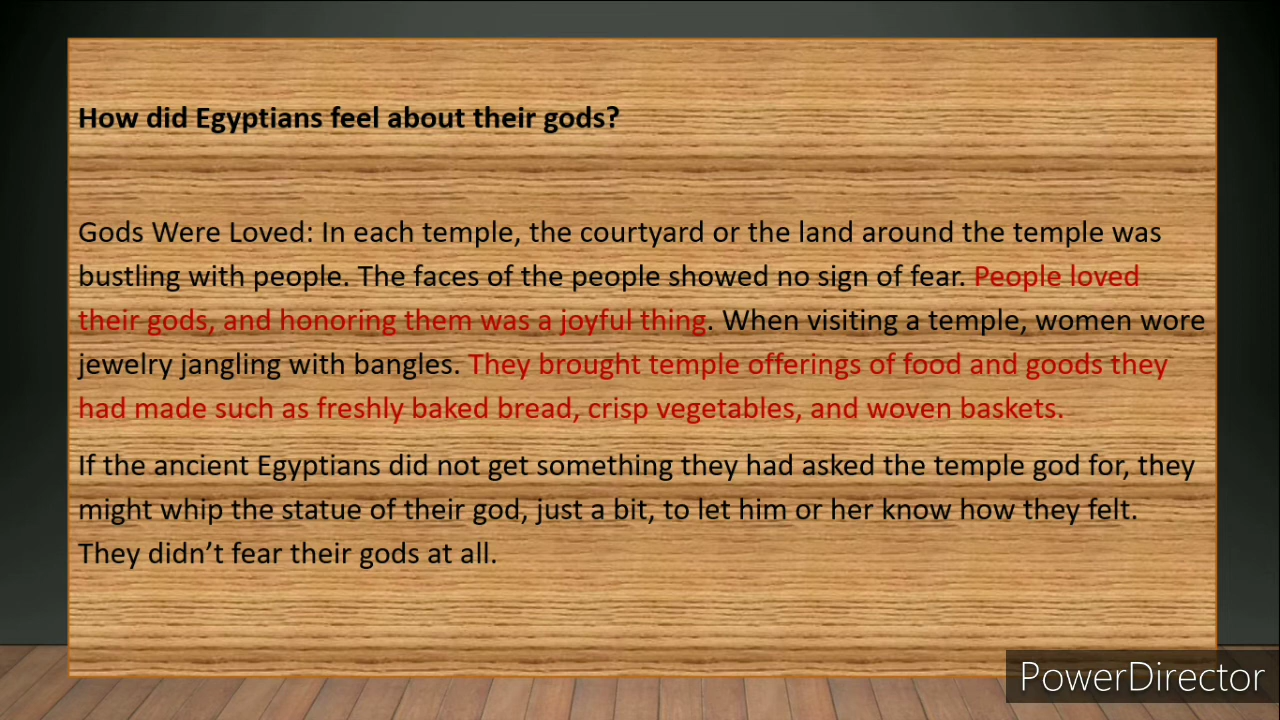 How did Egyptians feel about their gods?
Gods Were Loved: In each temple, the courtyard or the land around the temple was
bustling with people. The faces of the people showed no sign of fear. People loved
their gods, and honoring them was a joyful thing. When visiting a temple, women wore
jewelry jangling with bangles. They brought temple offerings of food and goods they
had made such as freshly baked bread, crisp vegetables, and woven baskets.
If the ancient Egyptians did not get something they had asked the temple god for, they
might whip the statue of their god, just a bit, to let him or her know how they felt.
They didn’t fear their gods at all.
PowerDirector